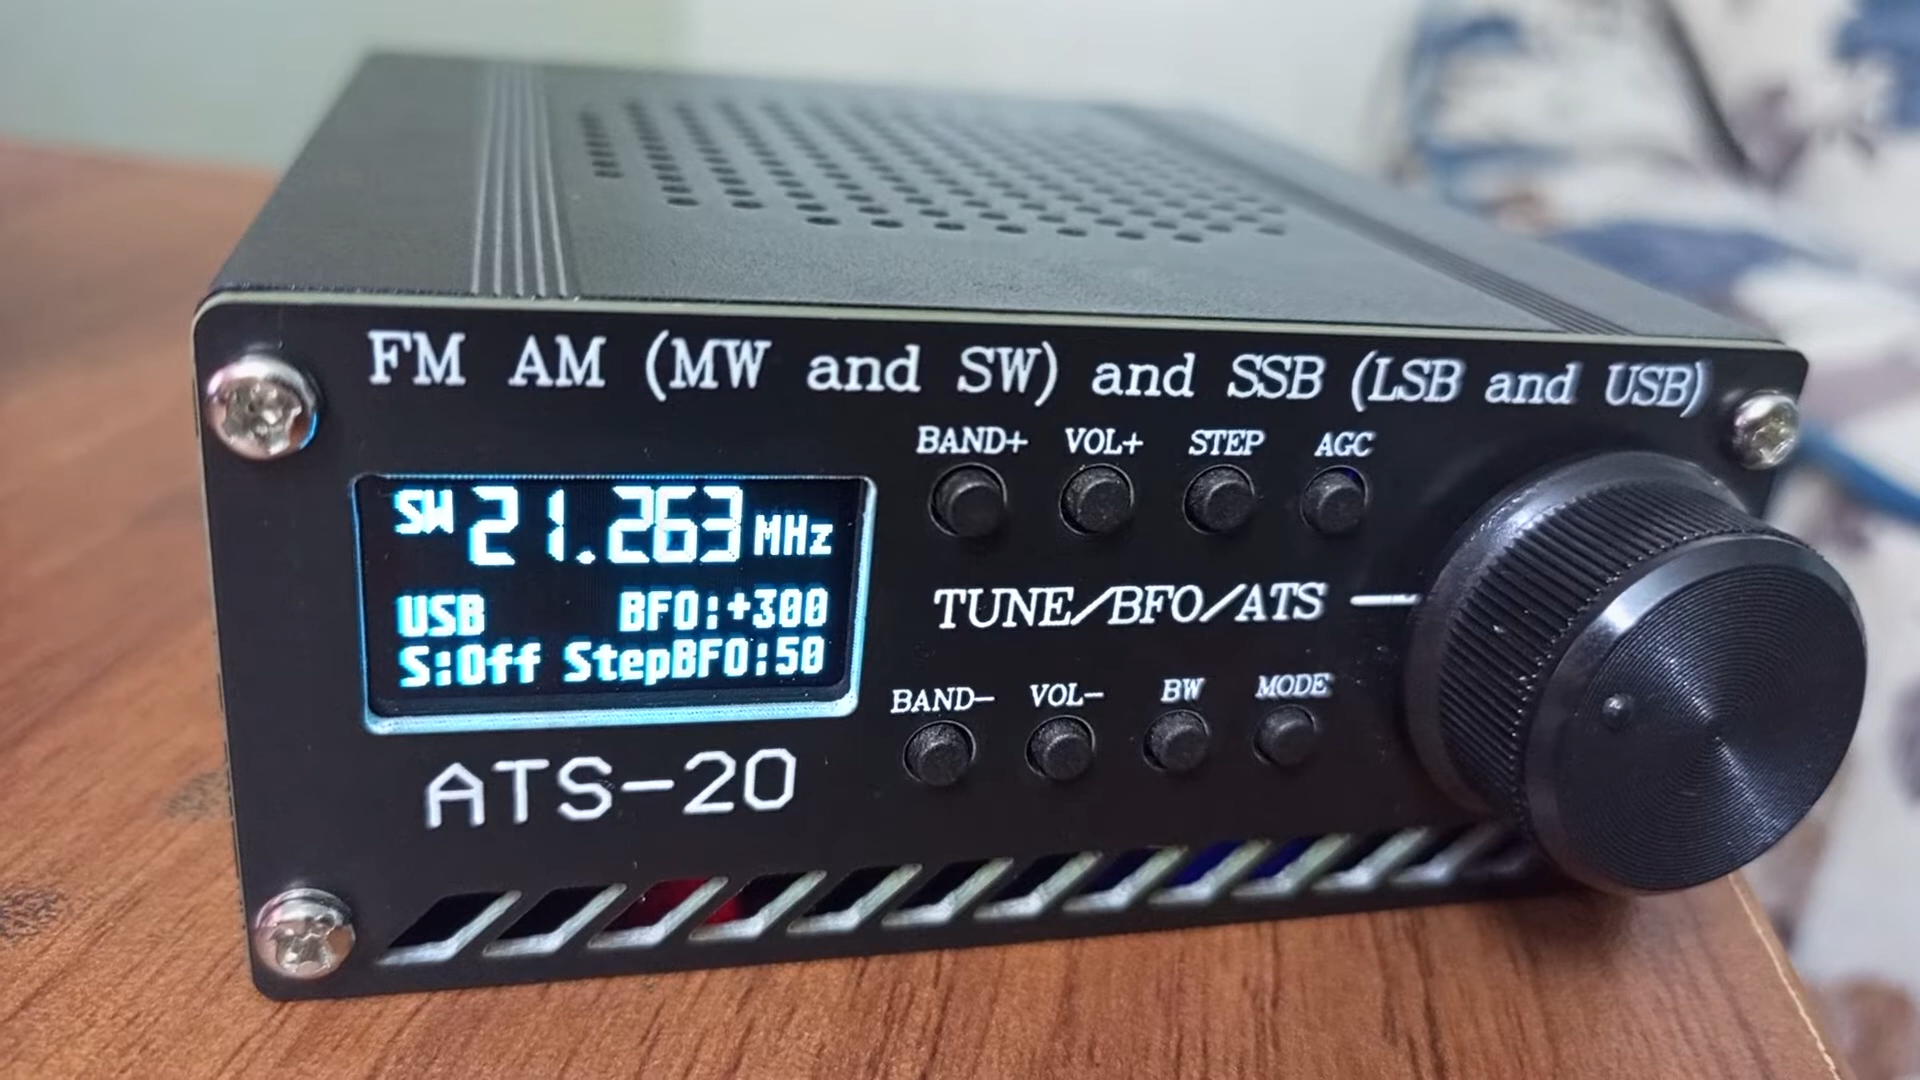 FM AM (MW and SW) and SSB (LSB and USB)
BAND+ VOL+ STEP AGC
SW 21.263 MHz
USB BFO:+300
S:Off StepBFO:50
TUNE/BFO/ATS
BAND- VOL- BW MODE
ATS-20